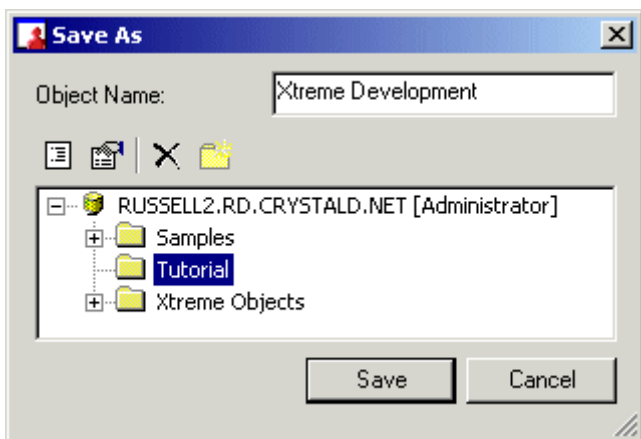 Save As
Object Name: Xtreme Development
RUSSELL2.RD.CRYSTALD.NET [Administrator]
Samples
Tutorial
Xtreme Objects
Save Cancel